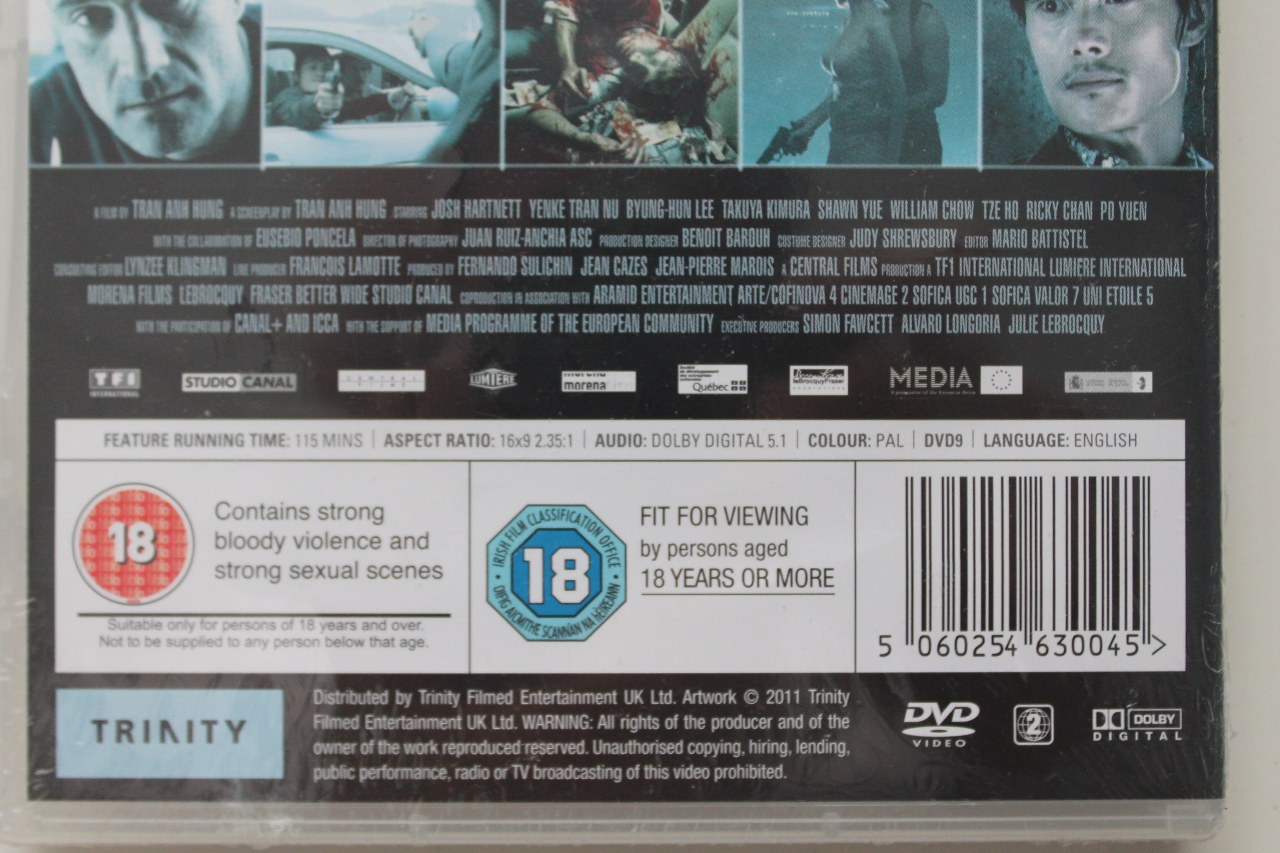 A FILM BY TRAN ANH HUNG A SCREENPLAY BY TRAN ANH HUNG STARRING JOSH HARTNETT YENKE TRAN NU BYUNG-HUN LEE TAKUYA KIMURA SHAWN YUE WILLIAM CHOW TZE HO RICKY CHAN PO YUEN
WITH THE COLLABORATION OF EUSEBIO PONCELA DIRECTOR OF PHOTOGRAPHY JUAN RUIZ-ANCHIA ASC PRODUCTION DESIGNER BENOIT BAROUH COSTUME DESIGNER JUDY SHREWSBURY EDITOR MARIO BATTISTEL
CONSULTING EDITOR LYNZEE KLINGMAN LINE PRODUCER FRANCOIS LAMOTTE PRODUCED BY FERNANDO SULICHIN JEAN CAZES JEAN-PIERRE MAROIS A CENTRAL FILMS PRODUCTION A TF1 INTERNATIONAL LUMIERE INTERNATIONAL
MORENA FILMS LEBROCQUY FRASER BETTER WIDE STUDIO CANAL COPRODUCTION IN ASSOCIATION WITH ARAMID ENTERTAINMENT ARTE/COFINOVA 4 CINEMAGE 2 SOFICA UGC 1 SOFICA VALOR 7 UNI ETOILE 5
WITH THE PARTICIPATION OF CANAL+ AND ICCA WITH THE SUPPORT OF MEDIA PROGRAMME OF THE EUROPEAN COMMUNITY EXECUTIVE PRODUCERS SIMON FAWCETT ALVARO LONGORIA JULIE LEBROCQUY
TF1 INTERNATIONAL STUDIO CANAL CENTRAL FILMS LUMIERE morena Québec leBrocquyFraser MEDIA
FEATURE RUNNING TIME: 115 MINS | ASPECT RATIO: 16x9 2.35:1 | AUDIO: DOLBY DIGITAL 5.1 | COLOUR: PAL | DVD9 | LANGUAGE: ENGLISH
18
Contains strong
bloody violence and
strong sexual scenes
Suitable only for persons of 18 years and over.
Not to be supplied to any person below that age.
IRISH FILM CLASSIFICATION OFFICE
18
OIFIG AICMITHE SCANNÁN NA hÉIREANN
FIT FOR VIEWING
by persons aged
18 YEARS OR MORE
5 060254 630045 >
TRINITY
Distributed by Trinity Filmed Entertainment UK Ltd. Artwork © 2011 Trinity
Filmed Entertainment UK Ltd. WARNING: All rights of the producer and of the
owner of the work reproduced reserved. Unauthorised copying, hiring, lending,
public performance, radio or TV broadcasting of this video prohibited.
DVD
VIDEO
2
DOLBY
DIGITAL